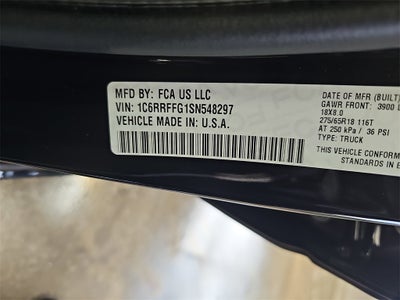 MFD BY: FCA US LLC
VIN: 1C6RRFFG1SN548297
VEHICLE MADE IN: U.S.A.
DATE OF MFR (BUILT)
GAWR FRONT: 3900 L
18X8.0
275/65R18 116T
AT 250 kPa / 36 PSI
TYPE: TRUCK
THIS VEHICLE CONFORM
STANDARDS IN E